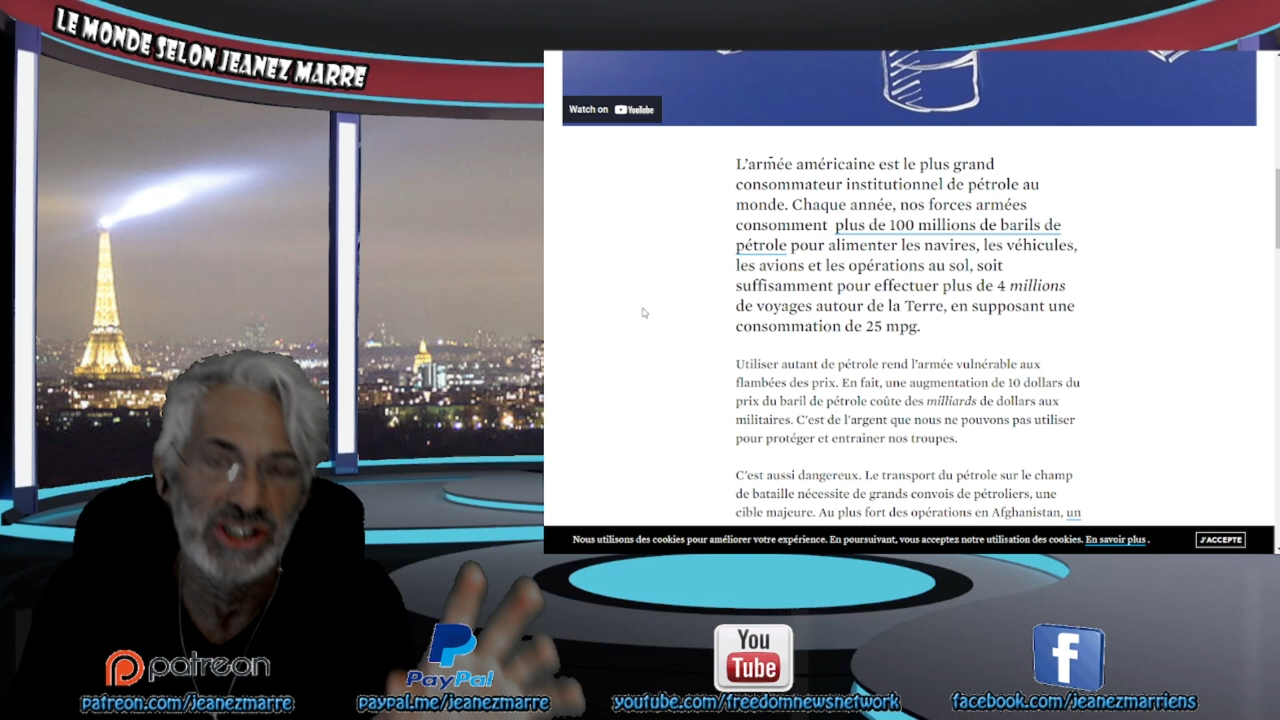 LE MONDE SELON JEANEZ MARRE
Watch on YouTube
L'armée américaine est le plus grand
consommateur institutionnel de pétrole au
monde. Chaque année, nos forces armées
consomment plus de 100 millions de barils de
pétrole pour alimenter les navires, les véhicules,
les avions et les opérations au sol, soit
suffisamment pour effectuer plus de 4 millions
de voyages autour de la Terre, en supposant une
consommation de 25 mpg.
Utiliser autant de pétrole rend l'armée vulnérable aux
flambées des prix. En fait, une augmentation de 10 dollars du
prix du baril de pétrole coûte des milliards de dollars aux
militaires. C'est de l'argent que nous ne pouvons pas utiliser
pour protéger et entraîner nos troupes.
C'est aussi dangereux. Le transport du pétrole sur le champ
de bataille nécessite de grands convois de pétroliers, une
cible majeure. Au plus fort des opérations en Afghanistan, un
Nous utilisons des cookies pour améliorer votre expérience. En poursuivant, vous acceptez notre utilisation des cookies. En savoir plus .
J'ACCEPTE
patreon
patreon.com/jeanezmarre
PayPal
paypal.me/jeanezmarre
You
Tube
youtube.com/freedomnewsnetwork
f
facebook.com/jeanezmarriens